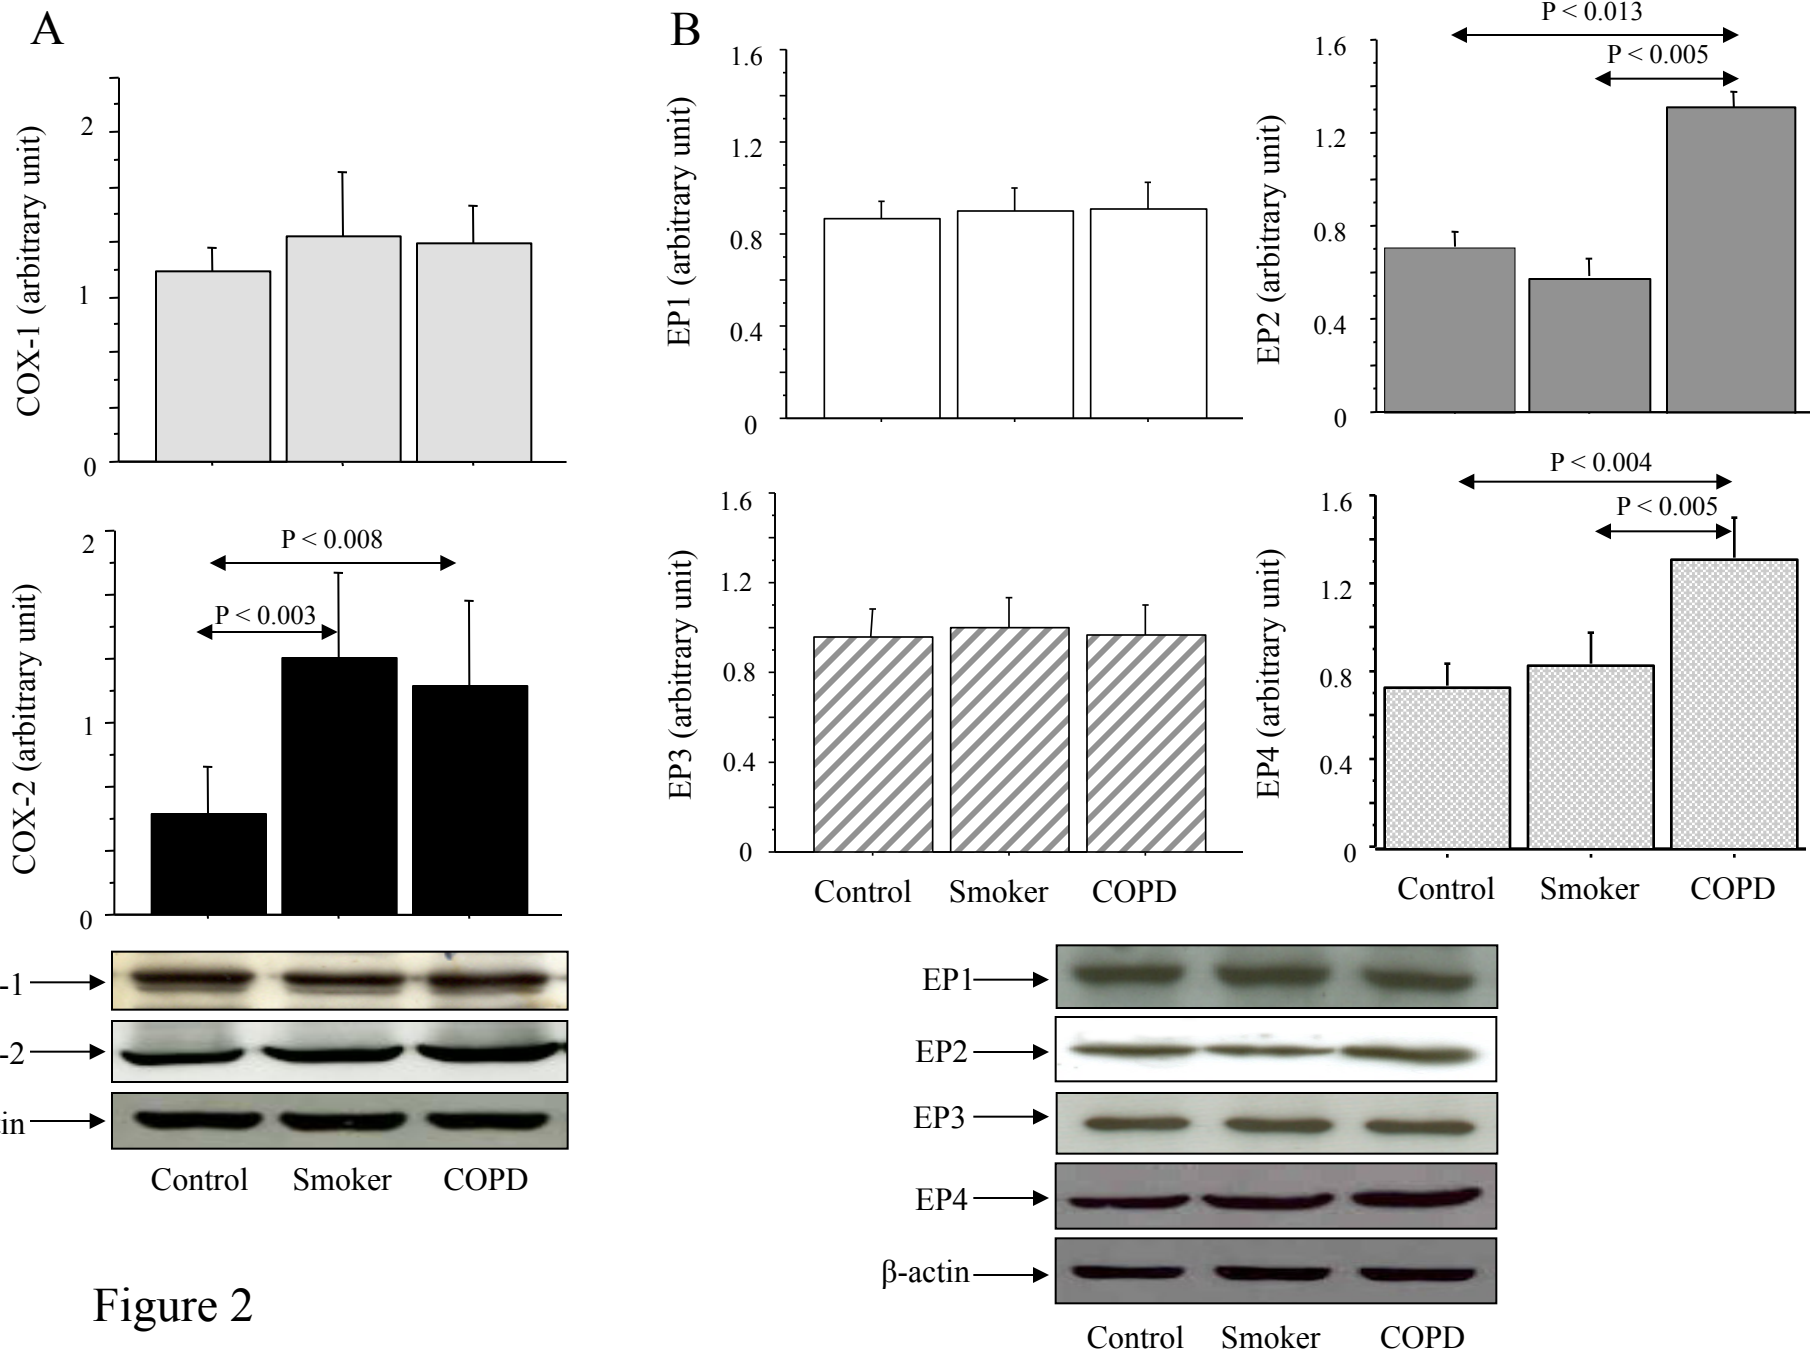 A
COX-1 (arbitrary unit)
2
1
0
COX-2 (arbitrary unit)
2
1
0
P < 0.008
P < 0.003
-1
-2
tin
Control Smoker COPD
B
EP1 (arbitrary unit)
1.6
1.2
0.8
0.4
0
EP2 (arbitrary unit)
1.6
1.2
0.8
0.4
0
P < 0.013
P < 0.005
EP3 (arbitrary unit)
1.6
1.2
0.8
0.4
0
Control Smoker COPD
EP4 (arbitrary unit)
1.6
1.2
0.8
0.4
0
P < 0.004
P < 0.005
Control Smoker COPD
EP1
EP2
EP3
EP4
β-actin
Control Smoker COPD
Figure 2